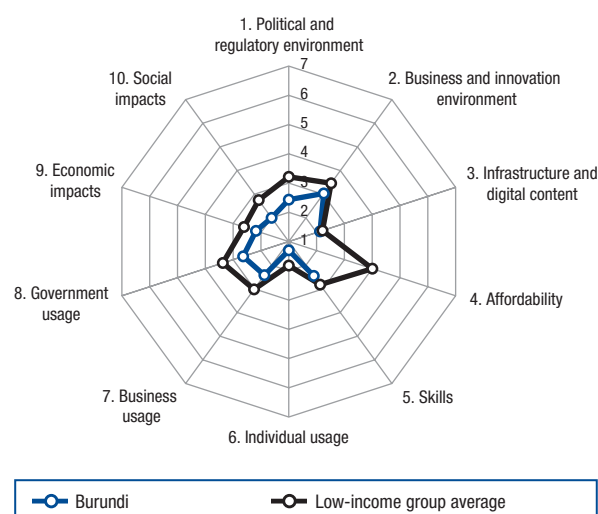 1. Political and
regulatory environment
2. Business and innovation
environment
3. Infrastructure and
digital content
4. Affordability
5. Skills
6. Individual usage
7. Business
usage
8. Government
usage
9. Economic
impacts
10. Social
impacts
7
6
5
4
3
2
1
Burundi
Low-income group average